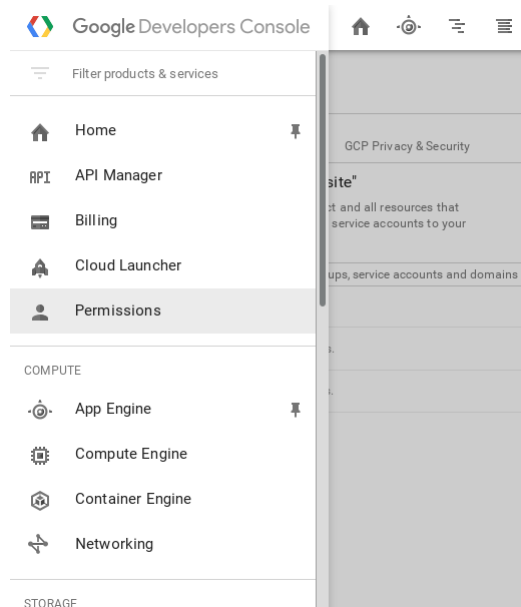 Google Developers Console
Filter products & services
Home
GCP Privacy & Security
API API Manager
site"
ct and all resources that
Billing
service accounts to your
Cloud Launcher
ups, service accounts and domains
Permissions
s.
COMPUTE
s.
App Engine
Compute Engine
Container Engine
Networking
STORAGE